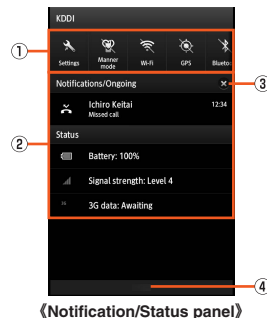 KDDI
①
Settings
Manner mode
Wi-Fi
GPS
Blueto
Notifications/Ongoing
③
Ichiro Keitai
12:34
Missed call
②
Status
Battery: 100%
Signal strength: Level 4
3G
3G data: Awaiting
④
《Notification/Status panel》